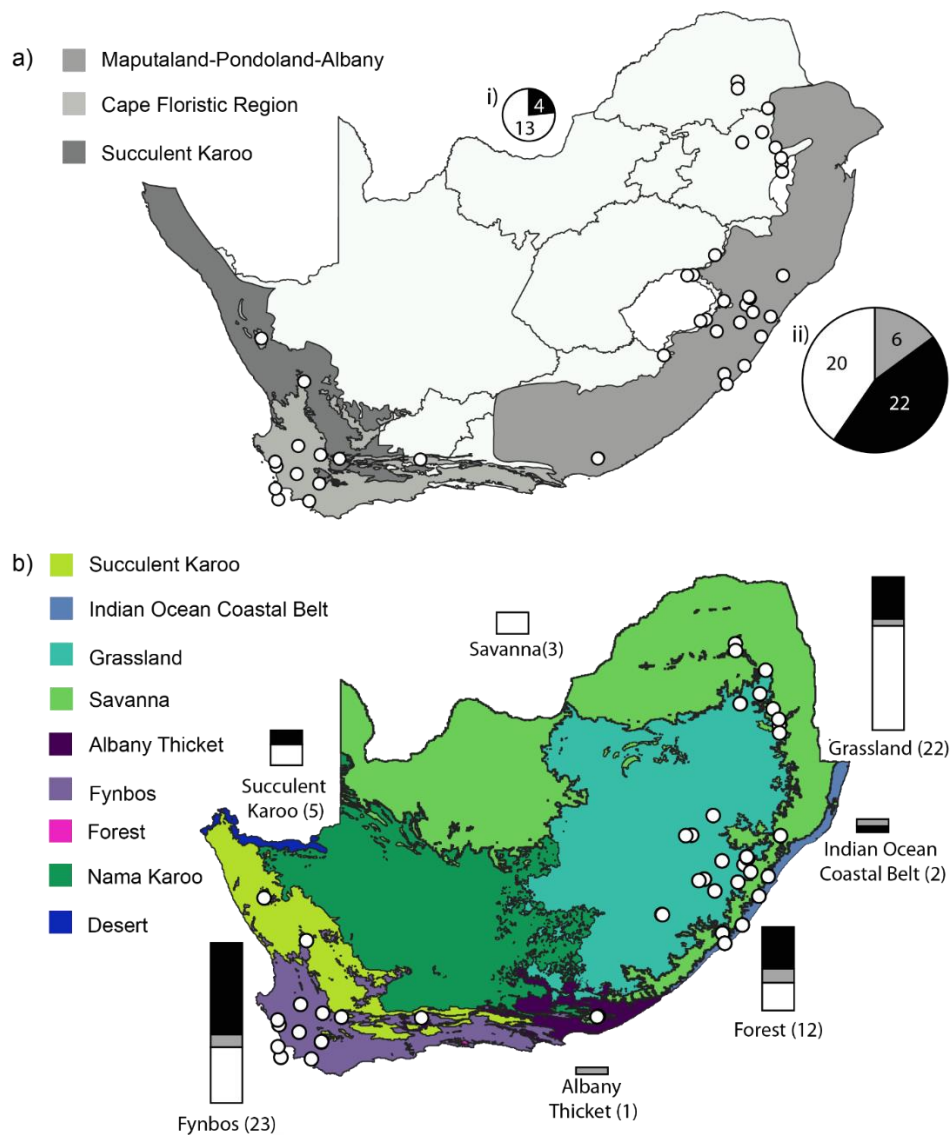 a)
Maputaland-Pondoland-Albany
Cape Floristic Region
Succulent Karoo
i)
4
13
ii)
6
20
22
b)
Succulent Karoo
Indian Ocean Coastal Belt
Grassland
Savanna
Albany Thicket
Fynbos
Forest
Nama Karoo
Desert
Savanna(3)
Grassland (22)
Succulent
Karoo (5)
Indian Ocean
Coastal Belt (2)
Forest (12)
Albany
Thicket (1)
Fynbos (23)